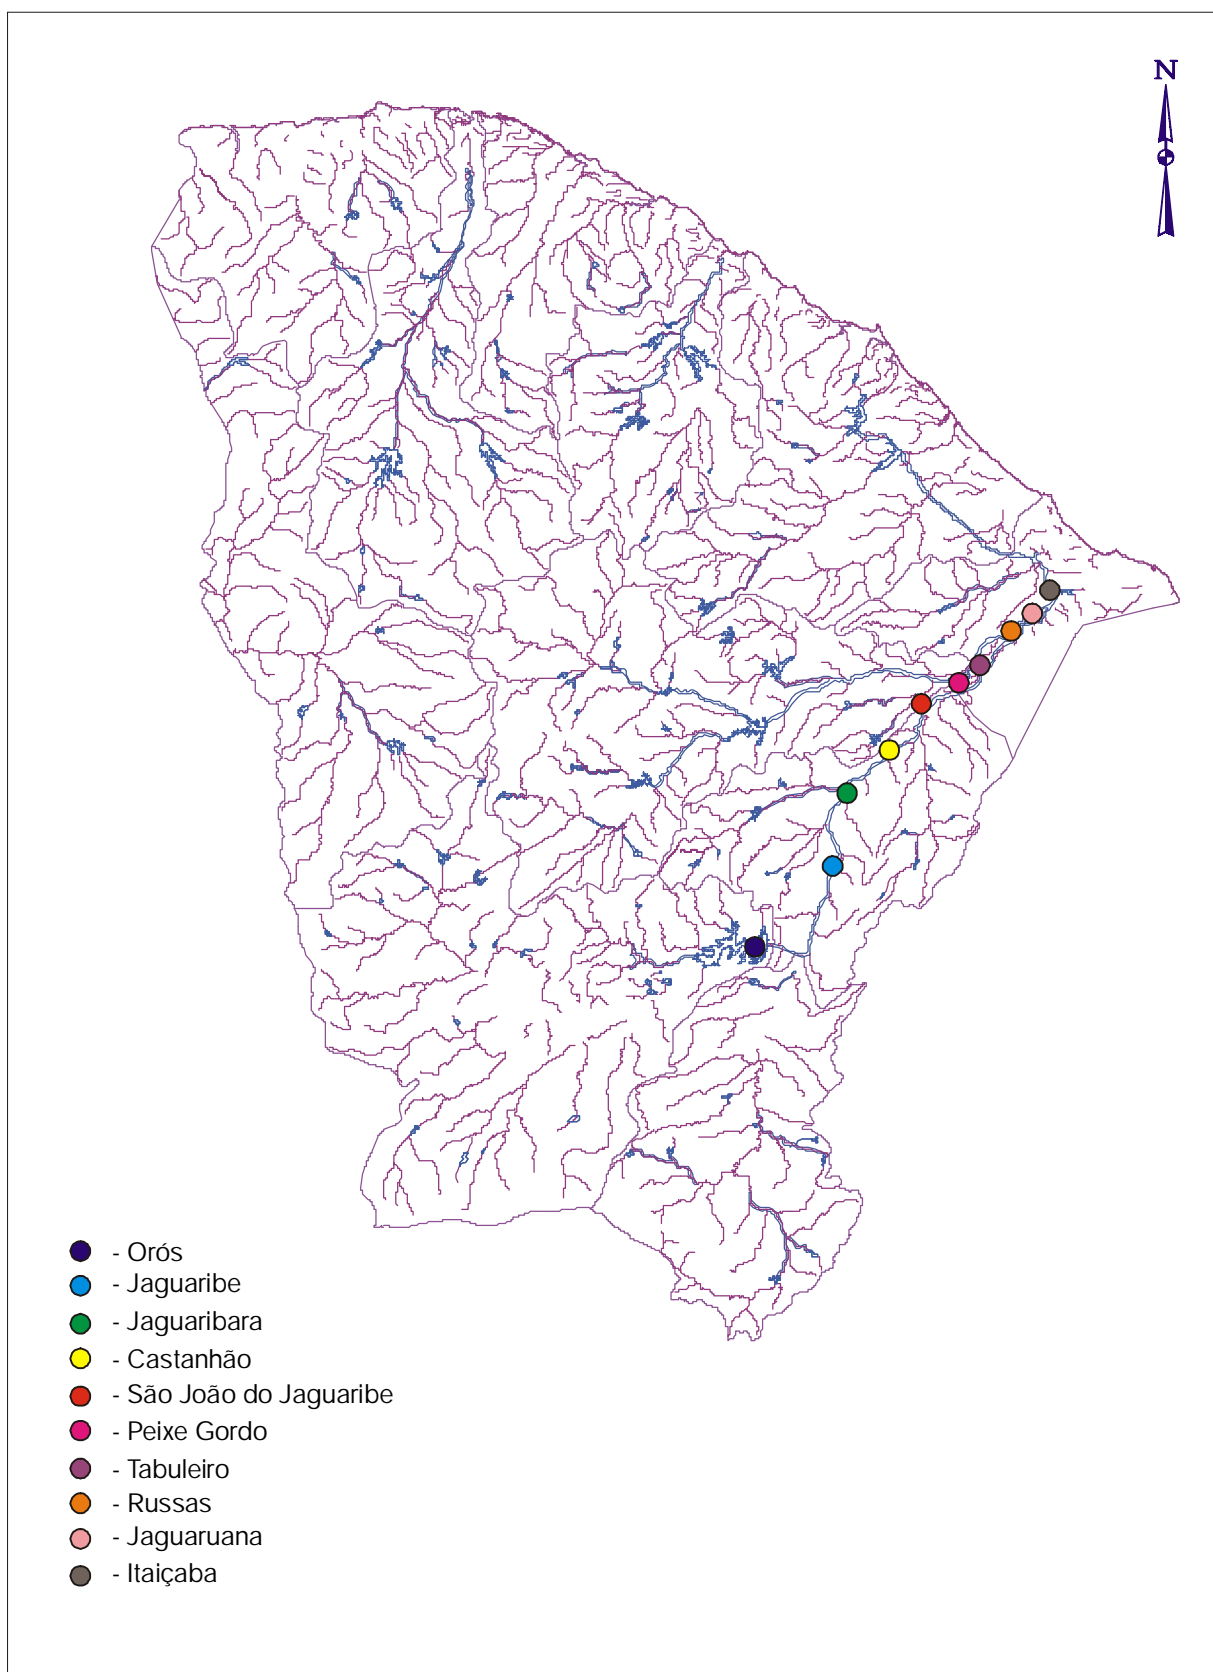 N
- Orós
- Jaguaribe
- Jaguaribara
- Castanhão
- São João do Jaguaribe
- Peixe Gordo
- Tabuleiro
- Russas
- Jaguaruana
- Itaiçaba